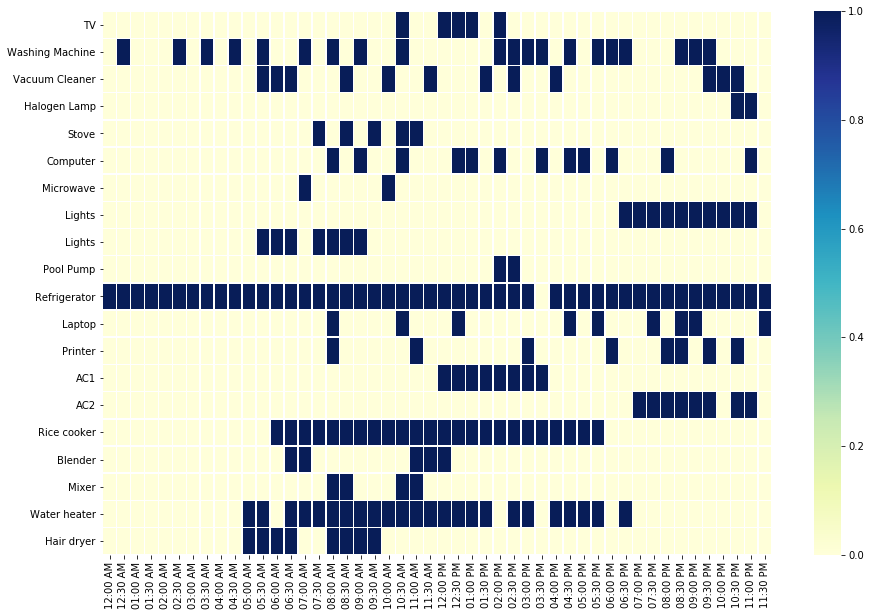 TV
Washing Machine
Vacuum Cleaner
Halogen Lamp
Stove
Computer
Microwave
Lights
Lights
Pool Pump
Refrigerator
Laptop
Printer
AC1
AC2
Rice cooker
Blender
Mixer
Water heater
Hair dryer
12:00 AM
12:30 AM
01:00 AM
01:30 AM
02:00 AM
02:30 AM
03:00 AM
03:30 AM
04:00 AM
04:30 AM
05:00 AM
05:30 AM
06:00 AM
06:30 AM
07:00 AM
07:30 AM
08:00 AM
08:30 AM
09:00 AM
09:30 AM
10:00 AM
10:30 AM
11:00 AM
11:30 AM
12:00 PM
12:30 PM
01:00 PM
01:30 PM
02:00 PM
02:30 PM
03:00 PM
03:30 PM
04:00 PM
04:30 PM
05:00 PM
05:30 PM
06:00 PM
06:30 PM
07:00 PM
07:30 PM
08:00 PM
08:30 PM
09:00 PM
09:30 PM
10:00 PM
10:30 PM
11:00 PM
11:30 PM
1.0
0.8
0.6
0.4
0.2
0.0